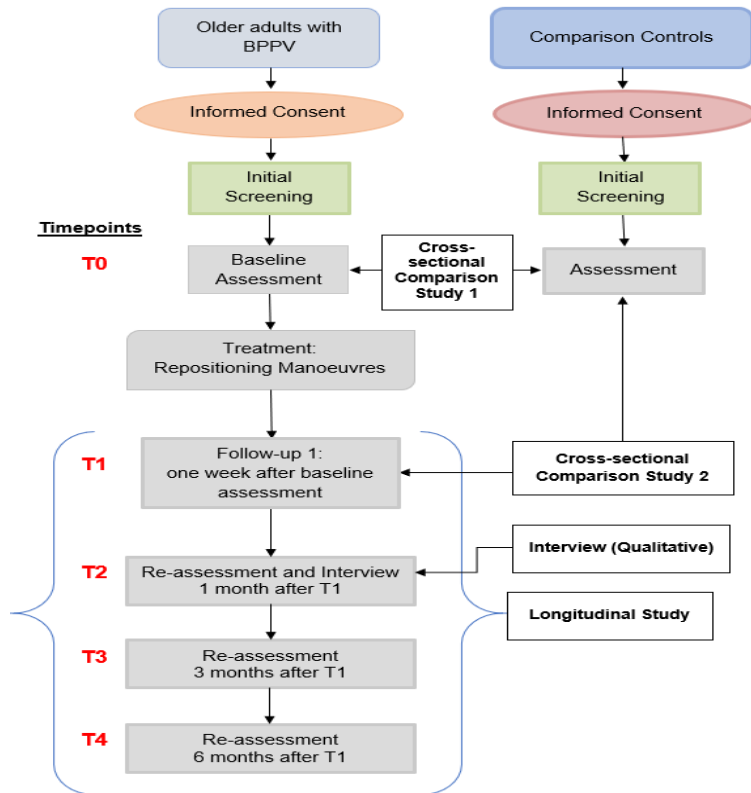 Older adults with
BPPV
Comparison Controls
Informed Consent
Informed Consent
Initial
Screening
Initial
Screening
Timepoints
T0
Baseline
Assessment
Cross-
sectional
Comparison
Study 1
Assessment
Treatment:
Repositioning Manoeuvres
T1
Follow-up 1:
one week after baseline
assessment
Cross-sectional
Comparison Study 2
Interview (Qualitative)
T2
Re-assessment and Interview
1 month after T1
Longitudinal Study
T3
Re-assessment
3 months after T1
T4
Re-assessment
6 months after T1